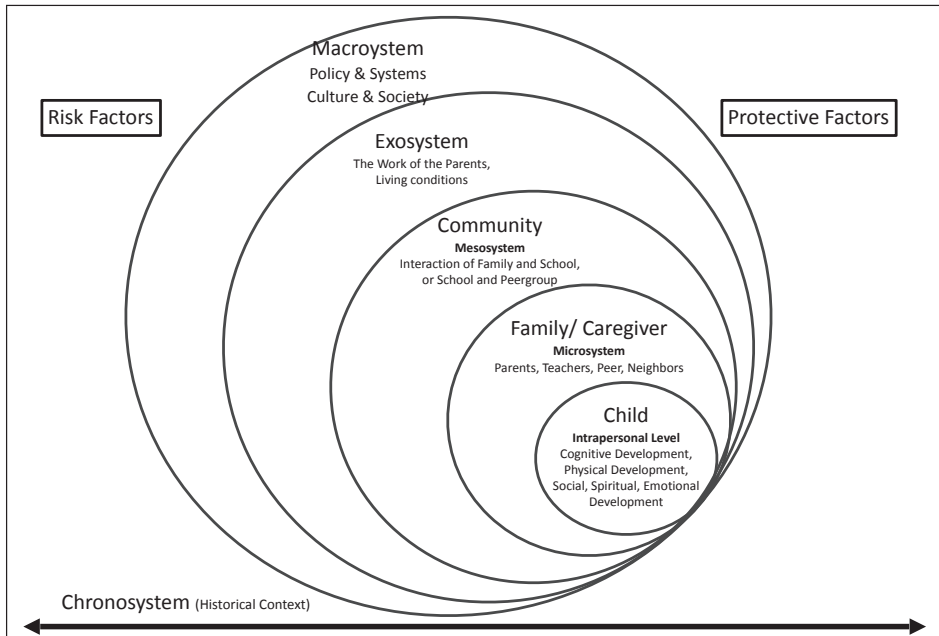 Macroystem
Policy & Systems
Culture & Society
Risk Factors
Protective Factors
Exosystem
The Work of the Parents,
Living conditions
Community
Mesosystem
Interaction of Family and School,
or School and Peergroup
Family/ Caregiver
Microsystem
Parents, Teachers, Peer, Neighbors
Child
Intrapersonal Level
Cognitive Development,
Physical Development,
Social, Spiritual, Emotional
Development
Chronosystem (Historical Context)